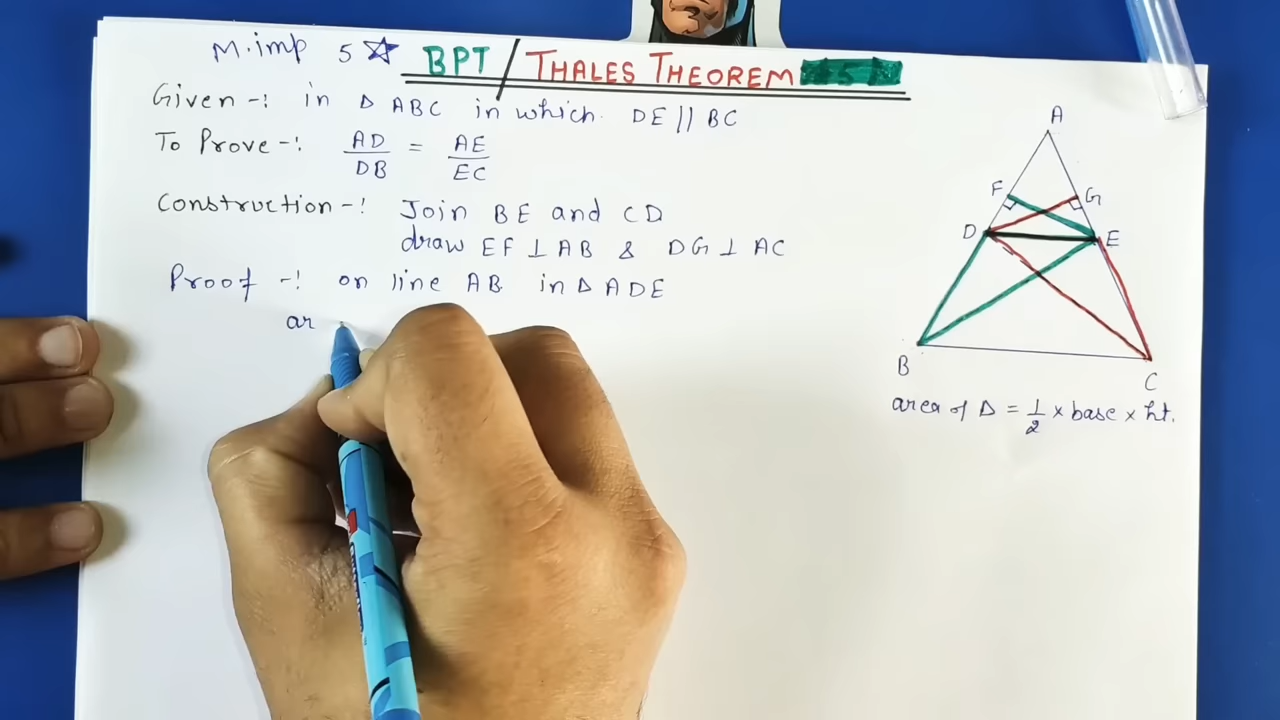 M.imp 5☆ BPT / THALES THEOREM
Given -: in Δ ABC in which DE || BC
To Prove -: AD/DB = AE/EC
Construction -: Join BE and CD
draw EF ⊥ AB & DG ⊥ AC
Proof -: on line AB in Δ ADE
ar
A
F
G
D
E
B
C
area of Δ = 1/2 × base × ht.